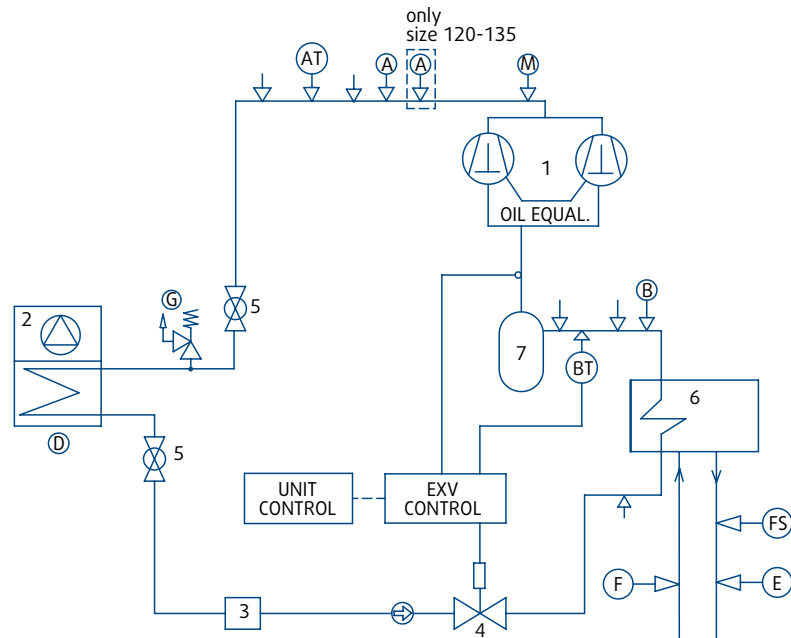 only
size 120-135
AT
A
A
M
1
OIL EQUAL.
G
5
2
7
B
BT
6
D
5
UNIT
CONTROL
EXV
CONTROL
FS
F
E
3
4